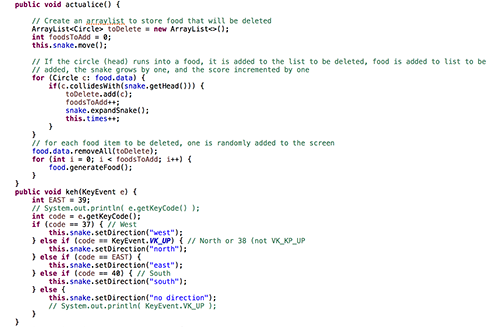 public void actualice() {
// Create an arraylist to store food that will be deleted
ArrayList<Circle> toDelete = new ArrayList<>();
int foodsToAdd = 0;
this.snake.move();
// If the circle (head) runs into a food, it is added to the list to be deleted, food is added to list to be
// added, the snake grows by one, and the score incremented by one
for (Circle c: food.data) {
if(c.collidesWith(snake.getHead())) {
toDelete.add(c);
foodsToAdd++;
snake.expandSnake();
this.times++;
}
}
// for each food item to be deleted, one is randomly added to the screen
food.data.removeAll(toDelete);
for (int i = 0; i < foodsToAdd; i++) {
food.generateFood();
}
}
public void keh(KeyEvent e) {
int EAST = 39;
// System.out.println( e.getKeyCode() );
int code = e.getKeyCode();
if (code == 37) { // West
this.snake.setDirection("west");
} else if (code == KeyEvent.VK_UP) { // North or 38 (not VK_KP_UP
this.snake.setDirection("north");
} else if (code == EAST) {
this.snake.setDirection("east");
} else if (code == 40) { // South
this.snake.setDirection("south");
} else {
this.snake.setDirection("no direction");
// System.out.println( KeyEvent.VK_UP );
}
}